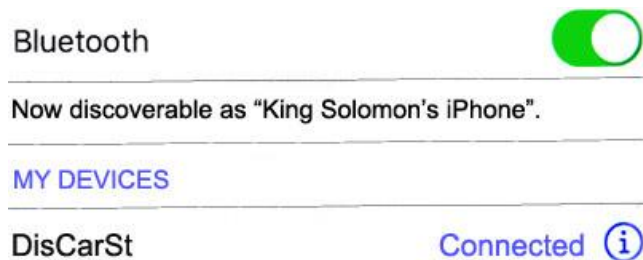 Bluetooth
Now discoverable as “King Solomon’s iPhone”.
MY DEVICES
DisCarSt
Connected